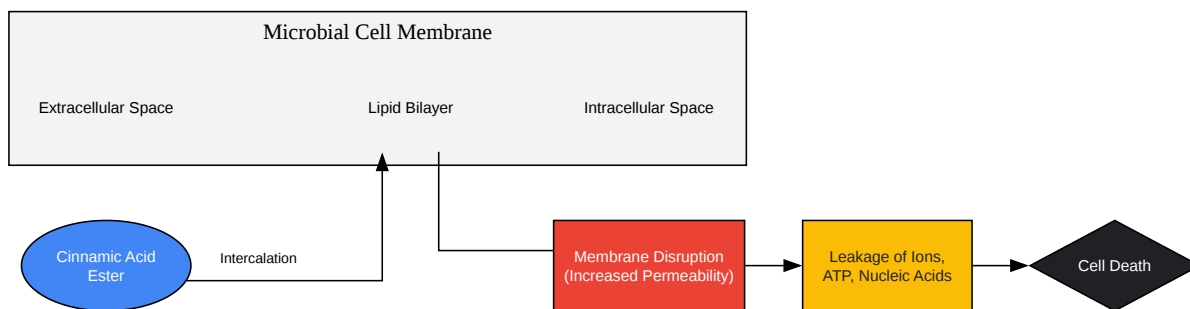 Microbial Cell Membrane
Extracellular Space
Lipid Bilayer
Intracellular Space
Cinnamic Acid
Ester
Intercalation
Membrane Disruption
(Increased Permeability)
Leakage of Ions,
ATP, Nucleic Acids
Cell Death